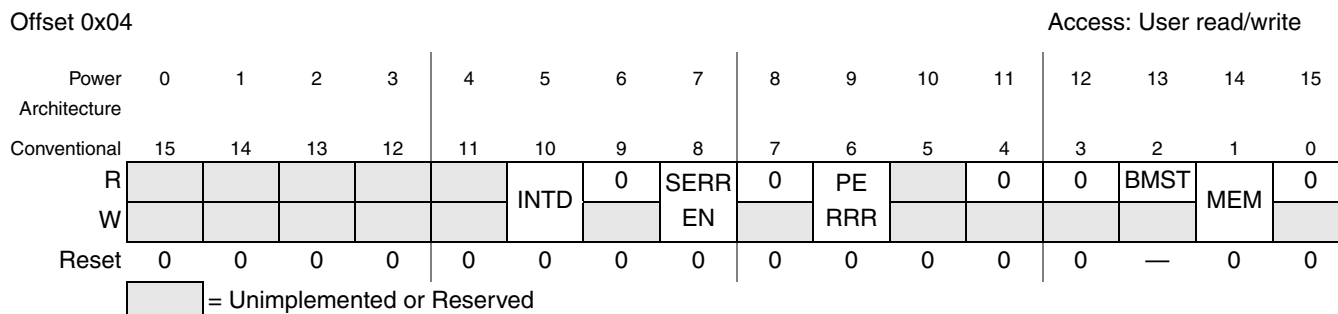 Offset 0x04 Access: User read/write
Power 0 1 2 3 4 5 6 7 8 9 10 11 12 13 14 15
Architecture
Conventional 15 14 13 12 11 10 9 8 7 6 5 4 3 2 1 0
R INTD 0 SERR 0 PE 0 0 BMST MEM 0
W EN RRR
Reset 0 0 0 0 0 0 0 0 0 0 0 0 0 — 0 0
= Unimplemented or Reserved